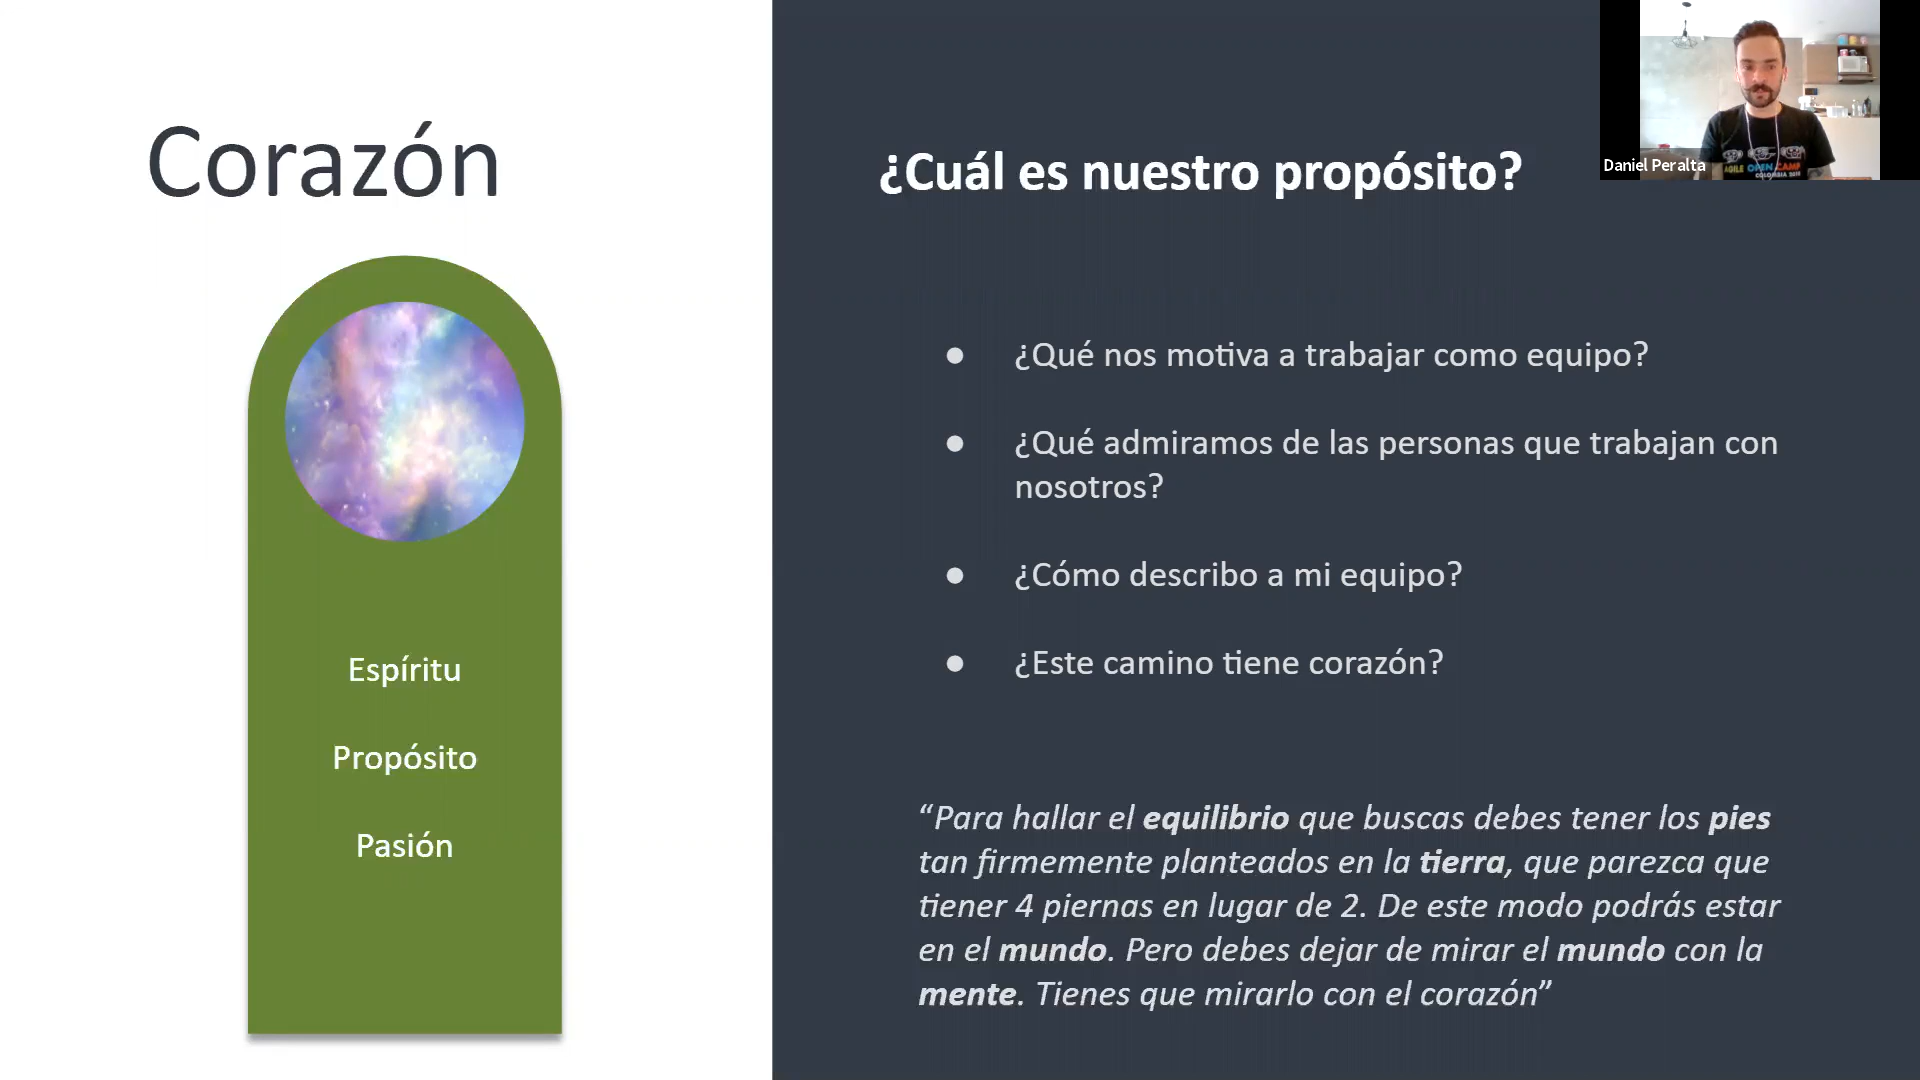 Corazón
Espíritu
Propósito
Pasión
¿Cuál es nuestro propósito?
● ¿Qué nos motiva a trabajar como equipo?
● ¿Qué admiramos de las personas que trabajan con
nosotros?
● ¿Cómo describo a mi equipo?
● ¿Este camino tiene corazón?
“Para hallar el equilibrio que buscas debes tener los pies
tan firmemente planteados en la tierra, que parezca que
tiener 4 piernas en lugar de 2. De este modo podrás estar
en el mundo. Pero debes dejar de mirar el mundo con la
mente. Tienes que mirarlo con el corazón”
Daniel Peralta
AGILE OPEN CAMP
COLOMBIA